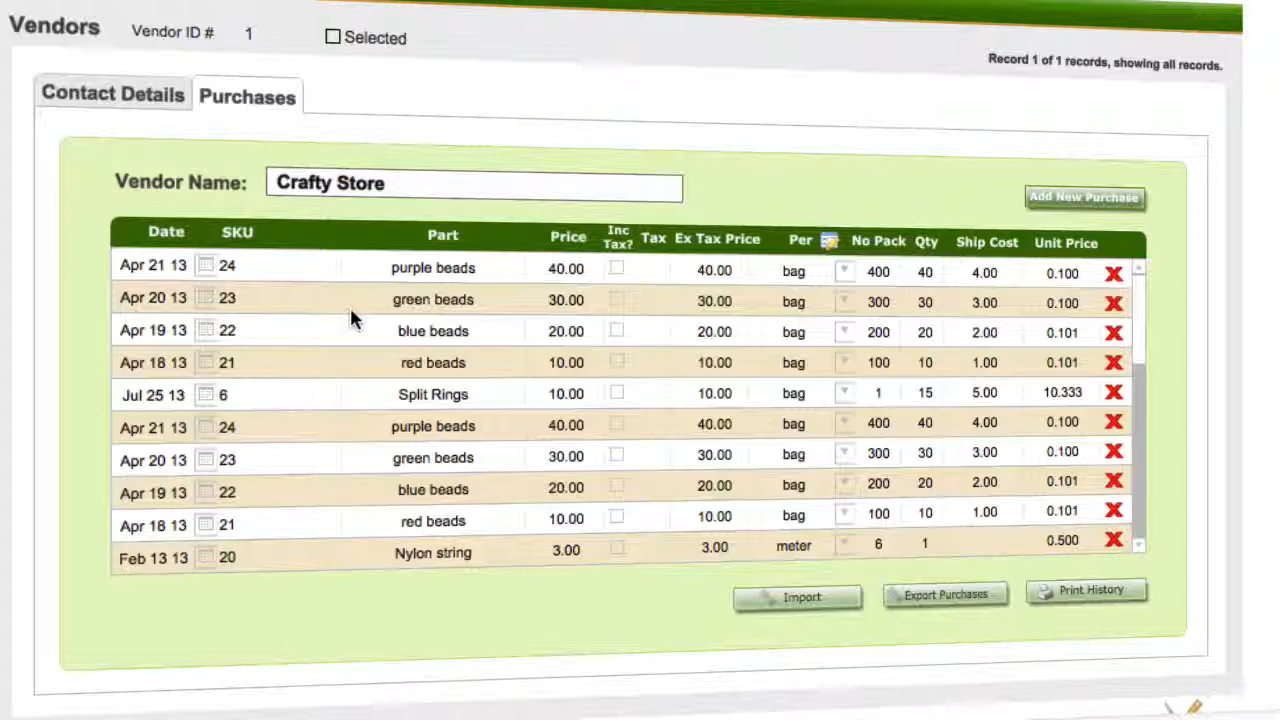 Vendors Vendor ID # 1 Selected
Record 1 of 1 records, showing all records.
Contact Details Purchases
Vendor Name: Crafty Store
Add New Purchase
Date SKU Part Price Inc Tax? Tax Ex Tax Price Per No Pack Qty Ship Cost Unit Price
Apr 21 13 24 purple beads 40.00 40.00 bag 400 40 4.00 0.100
Apr 20 13 23 green beads 30.00 30.00 bag 300 30 3.00 0.100
Apr 19 13 22 blue beads 20.00 20.00 bag 200 20 2.00 0.101
Apr 18 13 21 red beads 10.00 10.00 bag 100 10 1.00 0.101
Jul 25 13 6 Split Rings 10.00 10.00 bag 1 15 5.00 10.333
Apr 21 13 24 purple beads 40.00 40.00 bag 400 40 4.00 0.100
Apr 20 13 23 green beads 30.00 30.00 bag 300 30 3.00 0.100
Apr 19 13 22 blue beads 20.00 20.00 bag 200 20 2.00 0.101
Apr 18 13 21 red beads 10.00 10.00 bag 100 10 1.00 0.101
Feb 13 13 20 Nylon string 3.00 3.00 meter 6 1 0.500
Import Export Purchases Print History